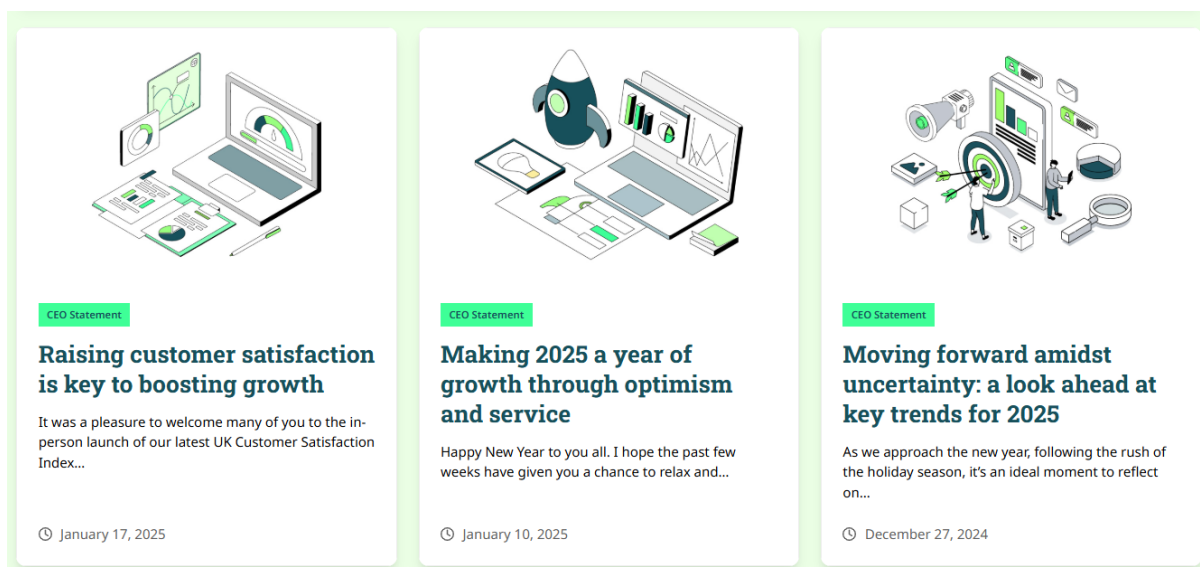 CEO Statement
Raising customer satisfaction
is key to boosting growth
It was a pleasure to welcome many of you to the in-
person launch of our latest UK Customer Satisfaction
Index...
January 17, 2025
CEO Statement
Making 2025 a year of
growth through optimism
and service
Happy New Year to you all. I hope the past few
weeks have given you a chance to relax and...
January 10, 2025
CEO Statement
Moving forward amidst
uncertainty: a look ahead at
key trends for 2025
As we approach the new year, following the rush of
the holiday season, it’s an ideal moment to reflect
on...
December 27, 2024